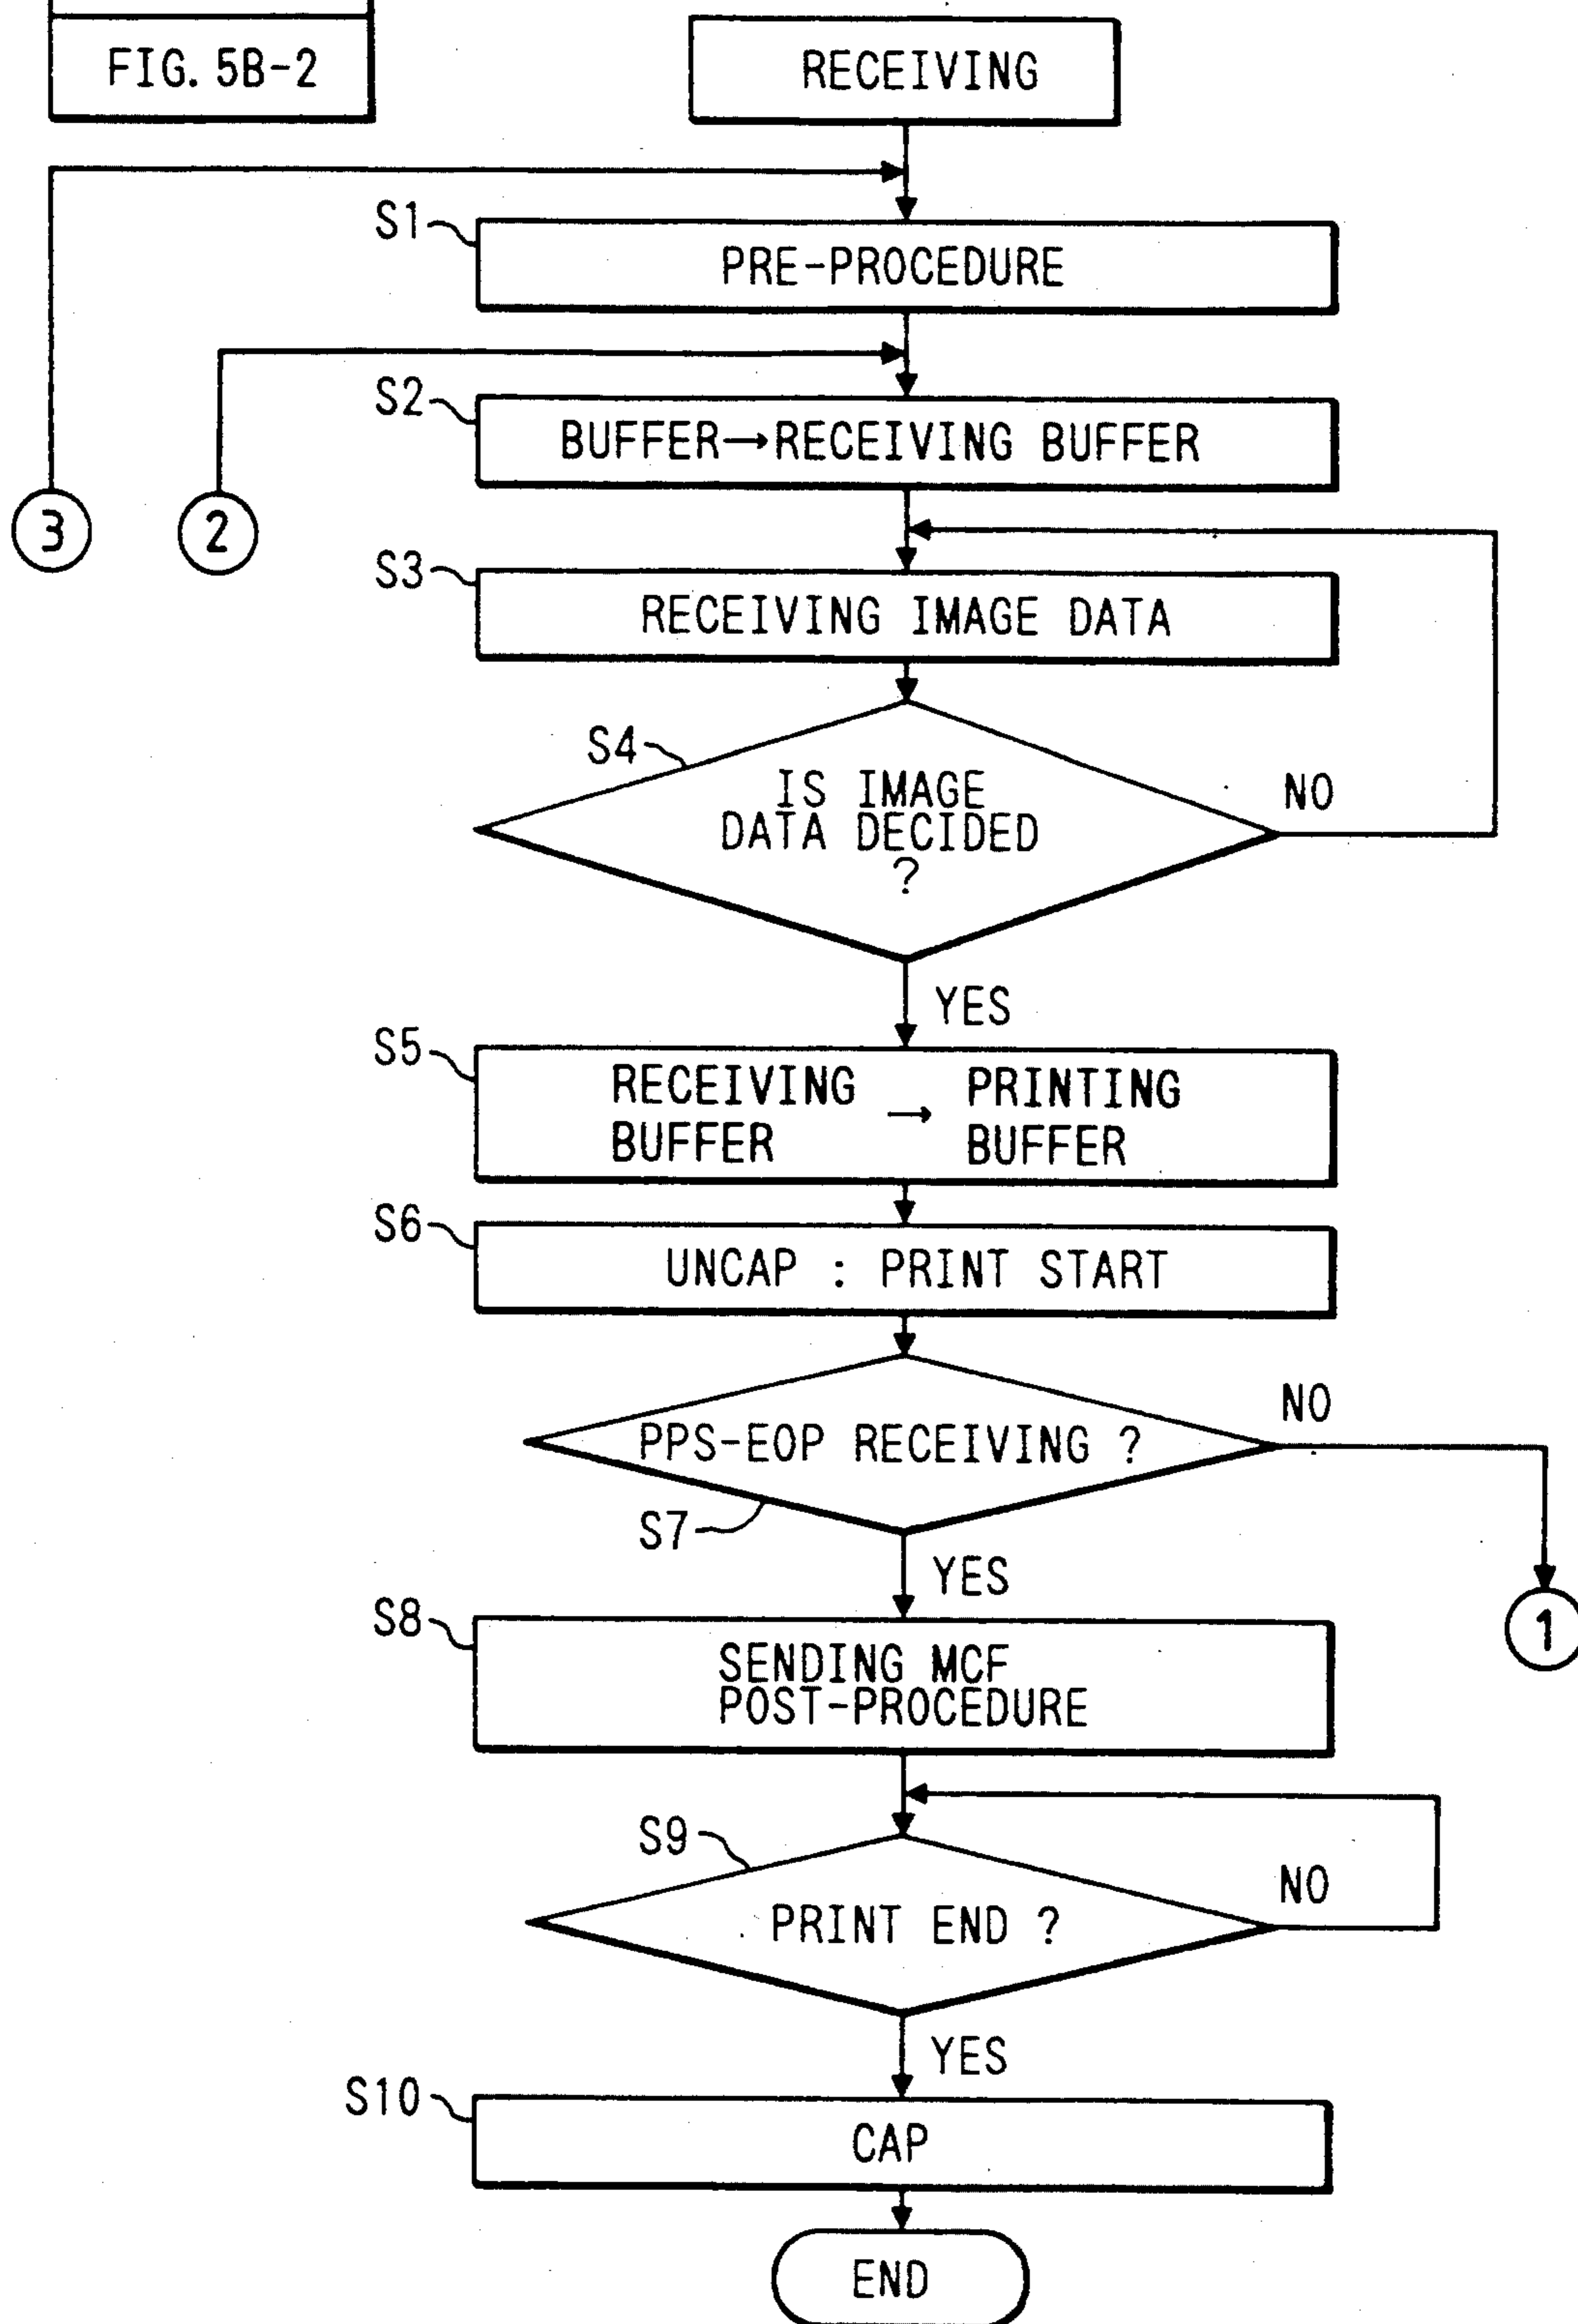 FIG. 5B-2
RECEIVING
S1
PRE-PROCEDURE
S2
BUFFER→RECEIVING BUFFER
3
2
S3
RECEIVING IMAGE DATA
S4
IS IMAGE
DATA DECIDED
?
NO
YES
S5
RECEIVING → PRINTING
BUFFER BUFFER
S6
UNCAP : PRINT START
PPS-EOP RECEIVING ?
NO
S7
YES
1
S8
SENDING MCF
POST-PROCEDURE
S9
PRINT END ?
NO
YES
S10
CAP
END